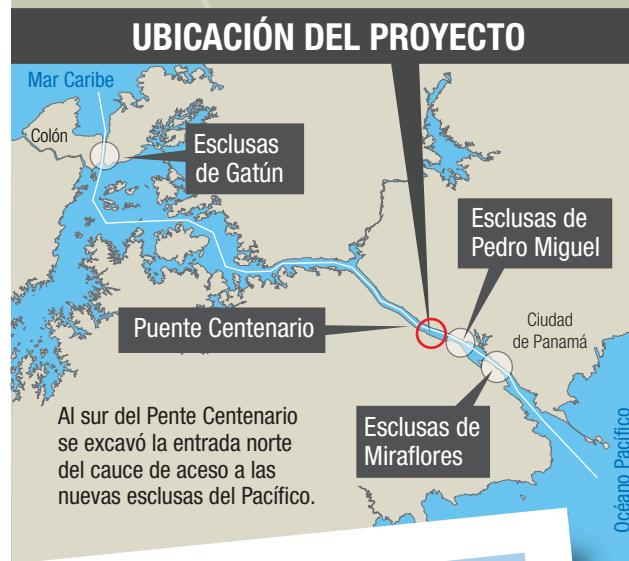 UBICACIÓN DEL PROYECTO
Mar Caribe
Colón
Esclusas
de Gatún
Esclusas de
Pedro Miguel
Puente Centenario
Ciudad
de Panamá
Al sur del Pente Centenario
se excavó la entrada norte
del cauce de aceso a las
nuevas esclusas del Pacífico.
Esclusas de
Miraflores
Océano Pacífico